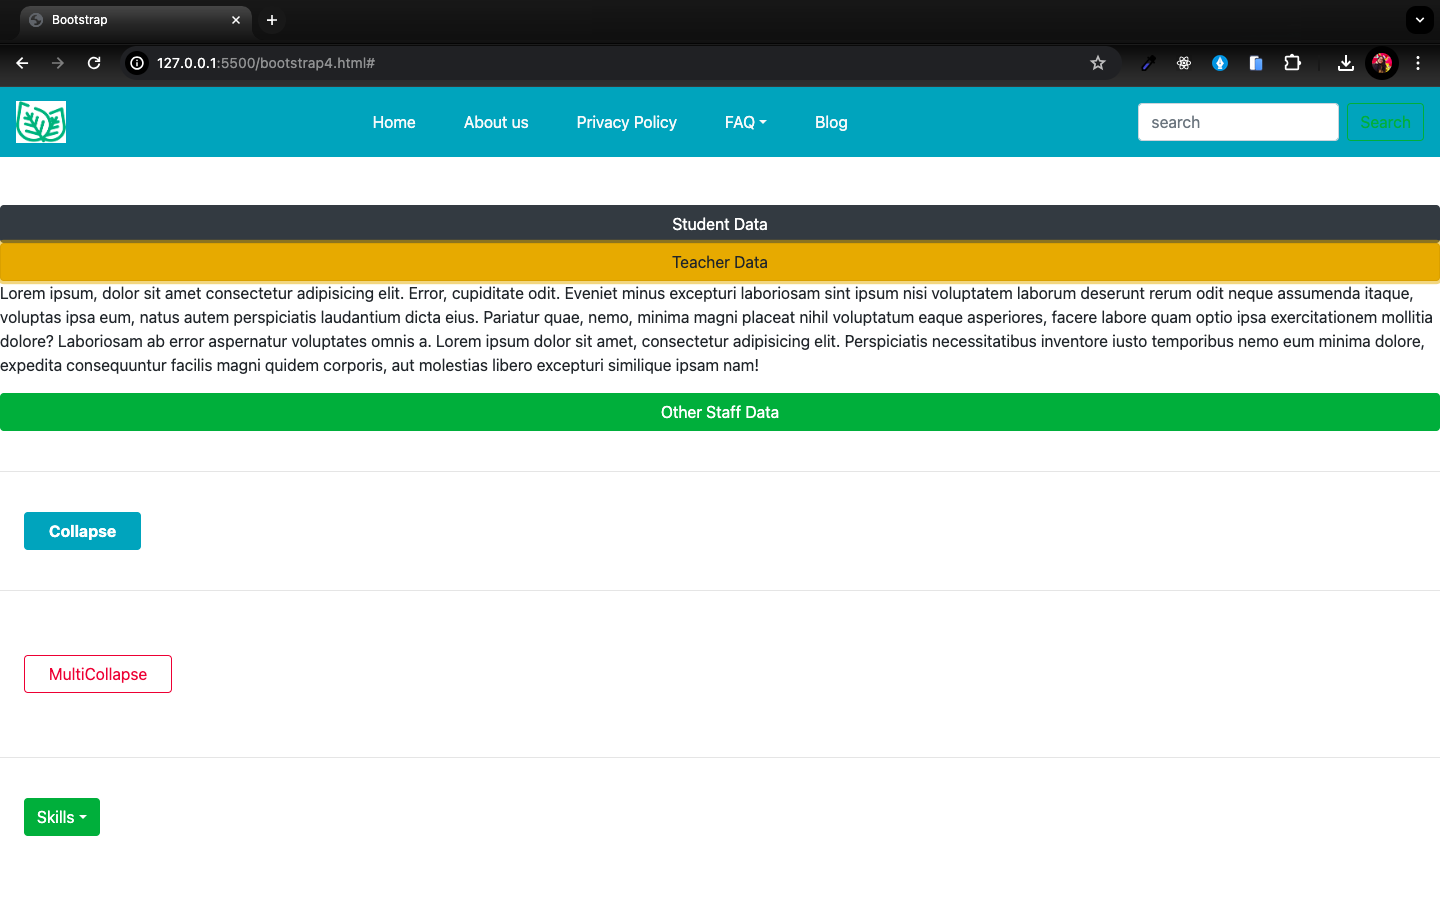 Bootstrap
127.0.0.1:5500/bootstrap4.html#
Home About us Privacy Policy FAQ Blog search Search
Student Data
Teacher Data
Lorem ipsum, dolor sit amet consectetur adipisicing elit. Error, cupiditate odit. Eveniet minus excepturi laboriosam sint ipsum nisi voluptatem laborum deserunt rerum odit neque assumenda itaque,
voluptas ipsa eum, natus autem perspiciatis laudantium dicta eius. Pariatur quae, nemo, minima magni placeat nihil voluptatum eaque asperiores, facere labore quam optio ipsa exercitationem mollitia
dolore? Laboriosam ab error aspernatur voluptates omnis a. Lorem ipsum dolor sit amet, consectetur adipisicing elit. Perspiciatis necessitatibus inventore iusto temporibus nemo eum minima dolore,
expedita consequuntur facilis magni quidem corporis, aut molestias libero excepturi similique ipsam nam!
Other Staff Data
Collapse
MultiCollapse
Skills